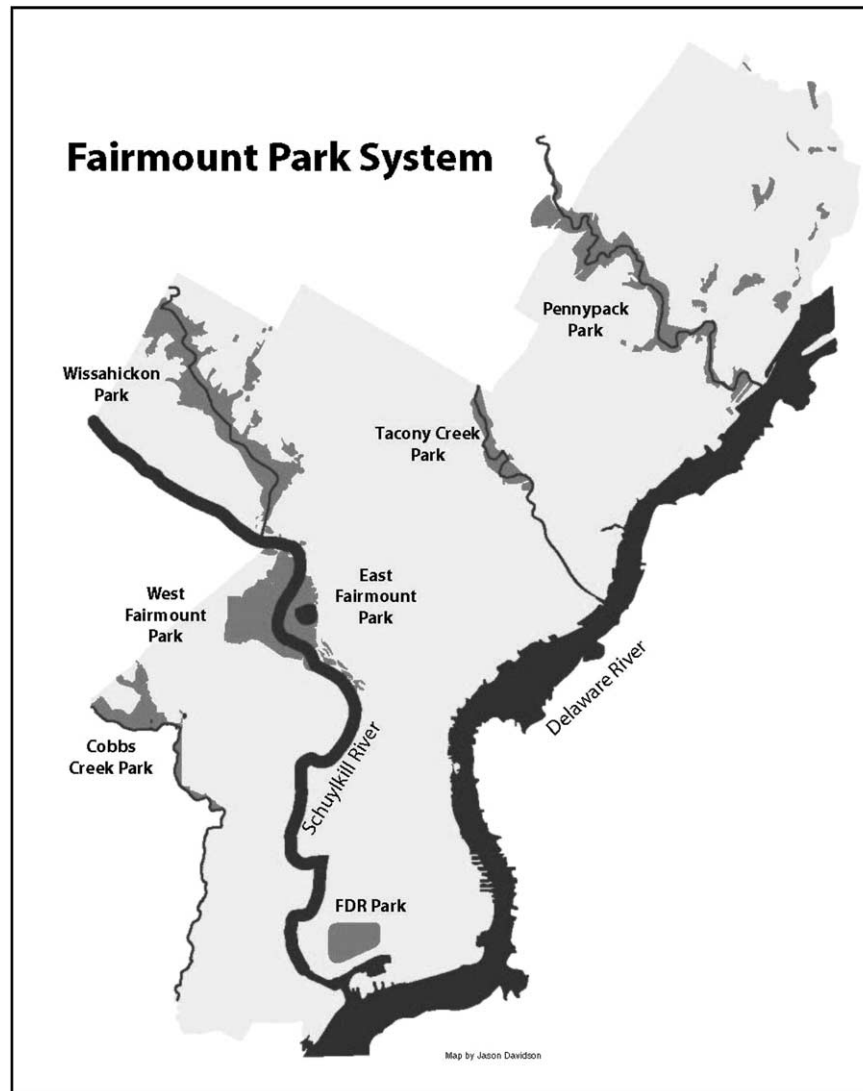 Fairmount Park System
Pennypack
Park
Wissahickon
Park
Tacony Creek
Park
West
Fairmount
Park
East
Fairmount
Park
Delaware River
Cobbs
Creek Park
Schuylkill River
FDR Park
Map by Jason Davidson